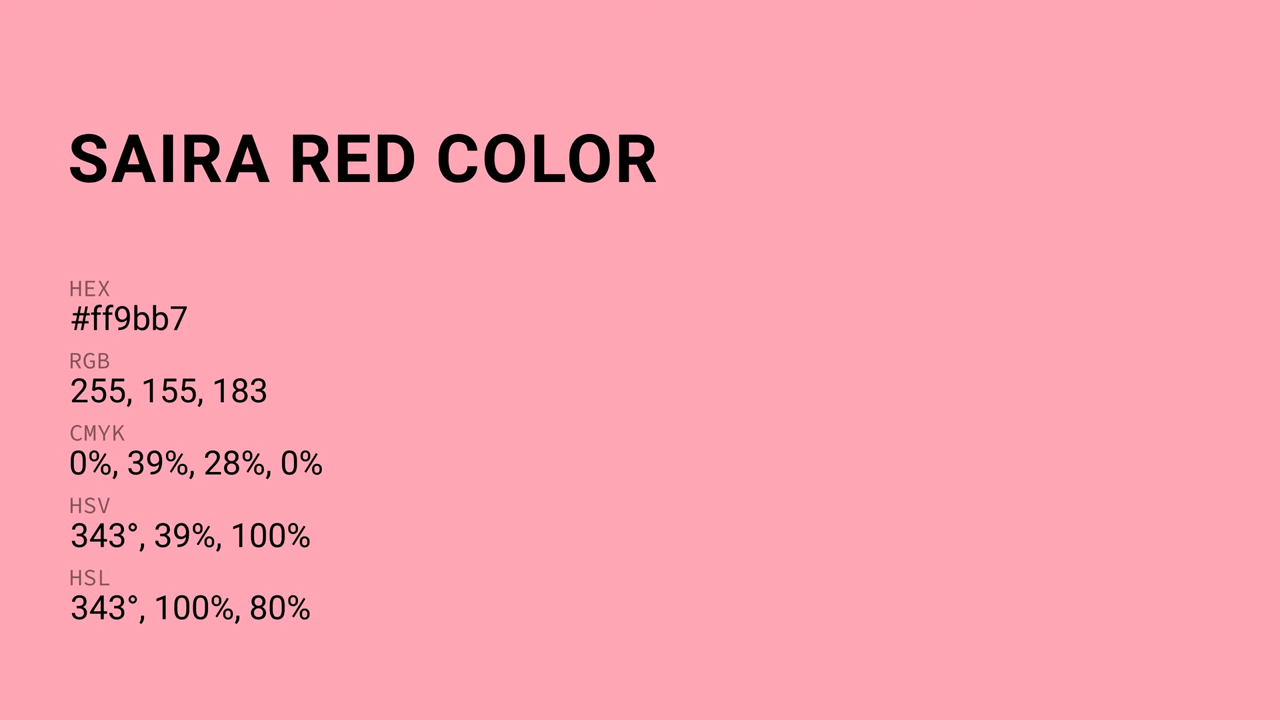 SAIRA RED COLOR
HEX
#ff9bb7
RGB
255, 155, 183
CMYK
0%, 39%, 28%, 0%
HSV
343°, 39%, 100%
HSL
343°, 100%, 80%